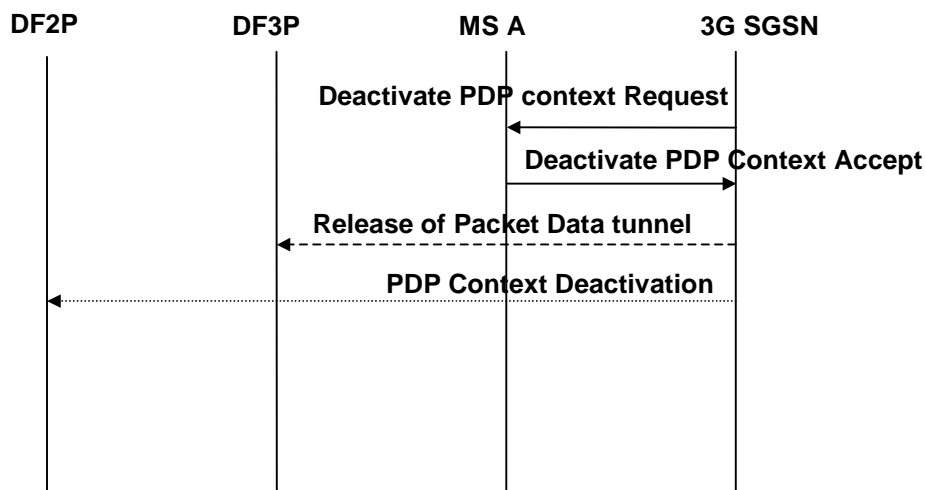 DF2P DF3P MS A 3G SGSN
Deactivate PDP context Request
Deactivate PDP Context Accept
Release of Packet Data tunnel
PDP Context Deactivation